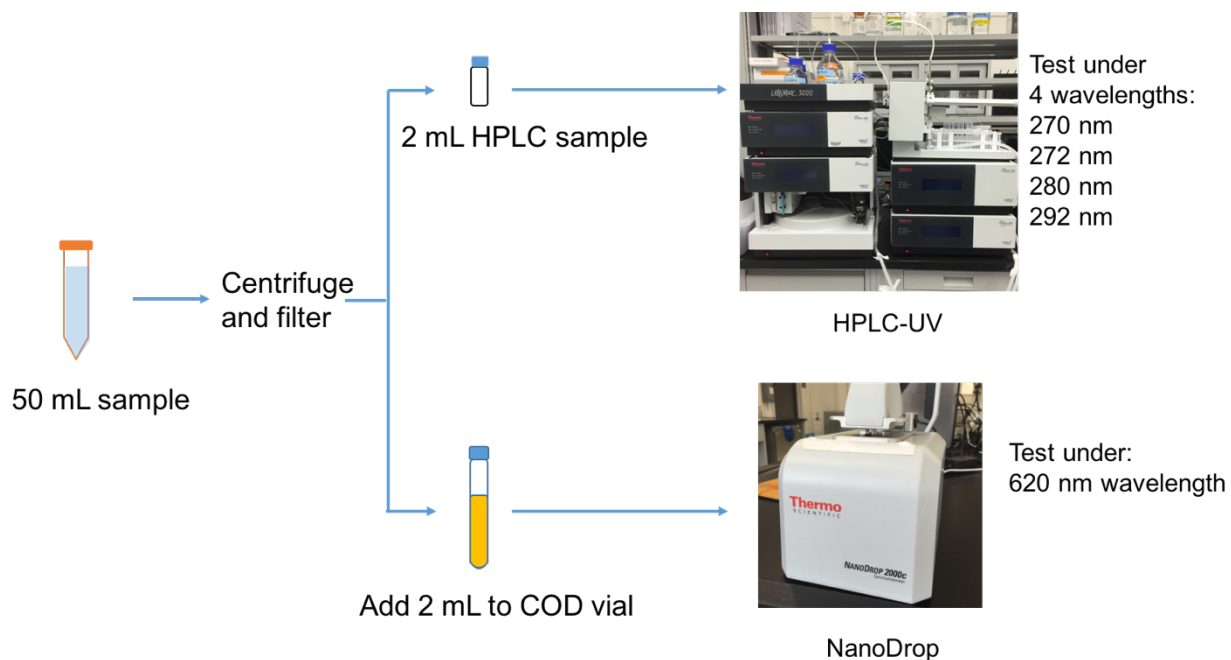 50 mL sample
Centrifuge
and filter
2 mL HPLC sample
Add 2 mL to COD vial
HPLC-UV
Test under
4 wavelengths:
270 nm
272 nm
280 nm
292 nm
Thermo
SCIENTIFIC
NANODROP 2000c
NanoDrop
Test under:
620 nm wavelength